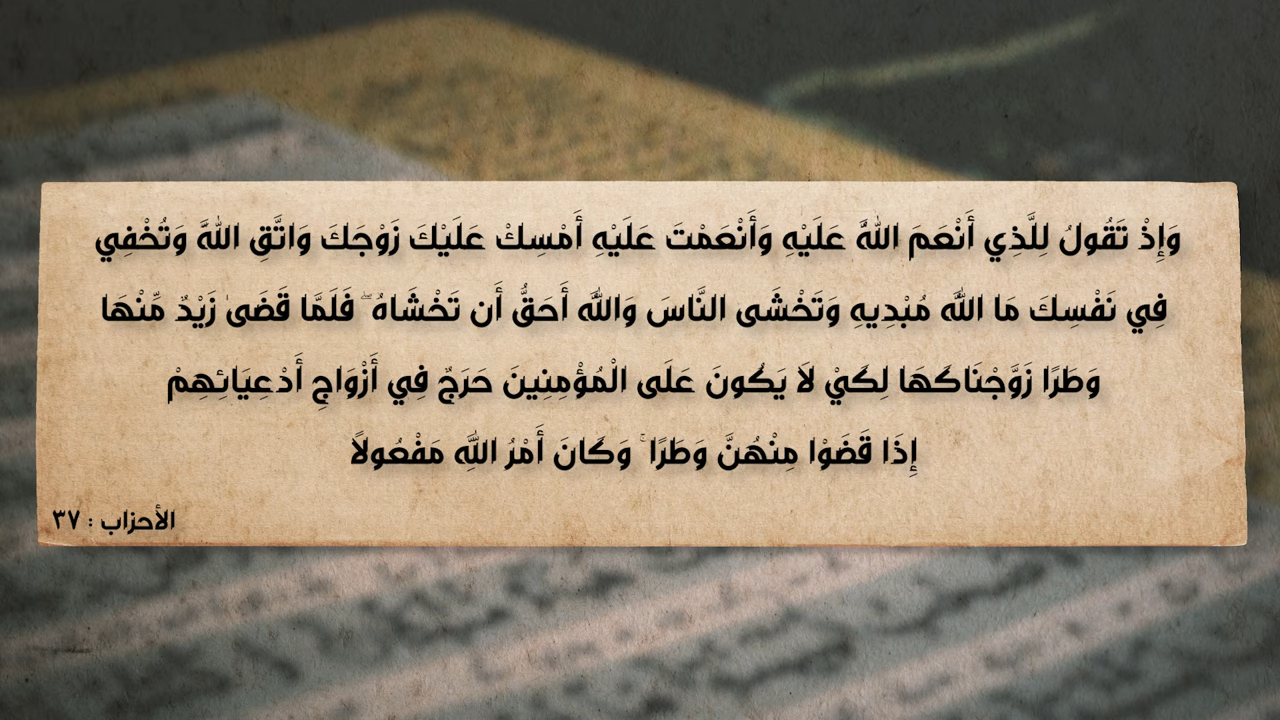 وَإِذْ تَقُولُ لِلَّذِي أَنْعَمَ اللَّهُ عَلَيْهِ وَأَنْعَمْتَ عَلَيْهِ أَمْسِكْ عَلَيْكَ زَوْجَكَ وَاتَّقِ اللَّهَ وَتُخْفِي
فِي نَفْسِكَ مَا اللَّهُ مُبْدِيهِ وَتَخْشَى النَّاسَ وَاللَّهُ أَحَقُّ أَن تَخْشَاهُ ۖ فَلَمَّا قَضَىٰ زَيْدٌ مِّنْهَا
وَطَرًا زَوَّجْنَاكَهَا لِكَيْ لَا يَكُونَ عَلَى الْمُؤْمِنِينَ حَرَجٌ فِي أَزْوَاجِ أَدْعِيَائِهِمْ
إِذَا قَضَوْا مِنْهُنَّ وَطَرًا ۚ وَكَانَ أَمْرُ اللَّهِ مَفْعُولًا
الأحزاب : ٣٧